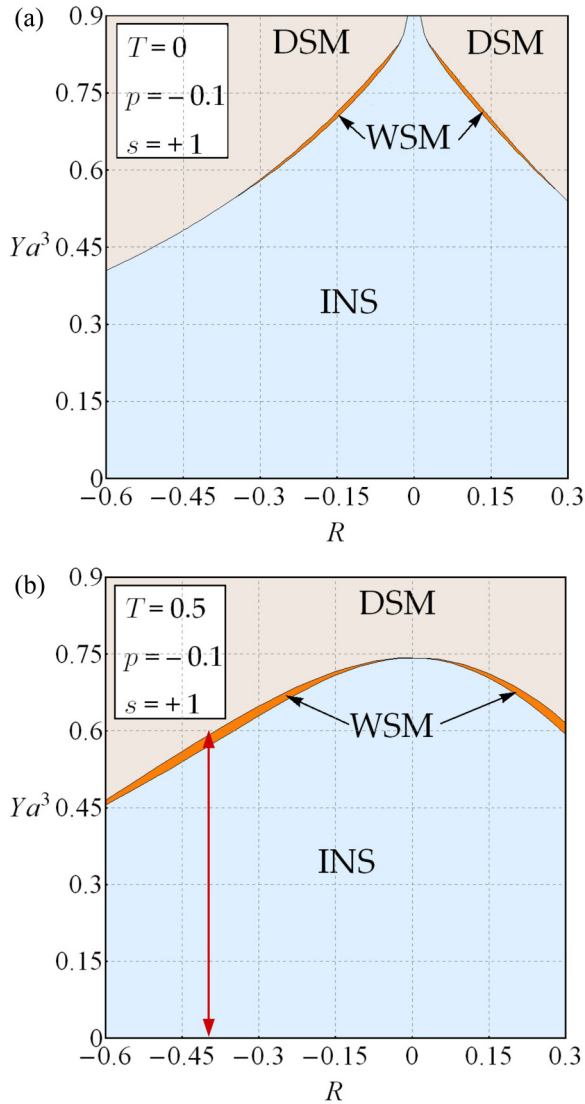 (a)
0.9
T = 0
p = −0.1
s = +1
DSM
DSM
0.75
WSM
0.6
Ya³ 0.45
INS
0.3
0.15
0
−0.6 −0.45 −0.3 −0.15 0 0.15 0.3
R
(b)
0.9
T = 0.5
p = −0.1
s = +1
DSM
0.75
WSM
0.6
Ya³ 0.45
INS
0.3
0.15
0
−0.6 −0.45 −0.3 −0.15 0 0.15 0.3
R